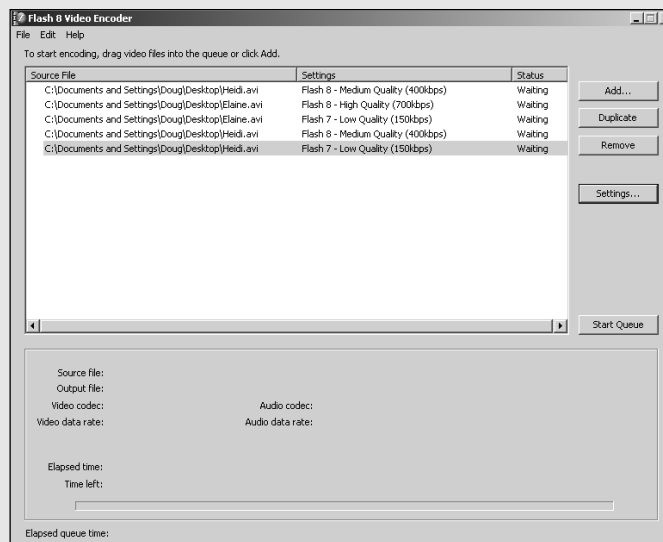 Flash 8 Video Encoder
File Edit Help
To start encoding, drag video files into the queue or click Add.
Source File Settings Status
C:\Documents and Settings\Doug\Desktop\Heidi.avi Flash 8 - Medium Quality (400kbps) Waiting
C:\Documents and Settings\Doug\Desktop\Elaine.avi Flash 8 - High Quality (700kbps) Waiting
C:\Documents and Settings\Doug\Desktop\Elaine.avi Flash 7 - Low Quality (150kbps) Waiting
C:\Documents and Settings\Doug\Desktop\Heidi.avi Flash 8 - Medium Quality (400kbps) Waiting
C:\Documents and Settings\Doug\Desktop\Heidi.avi Flash 7 - Low Quality (150kbps) Waiting
Add...
Duplicate
Remove
Settings...
Start Queue
Source file:
Output file:
Video codec: Audio codec:
Video data rate: Audio data rate:
Elapsed time:
Time left:
Elapsed queue time: